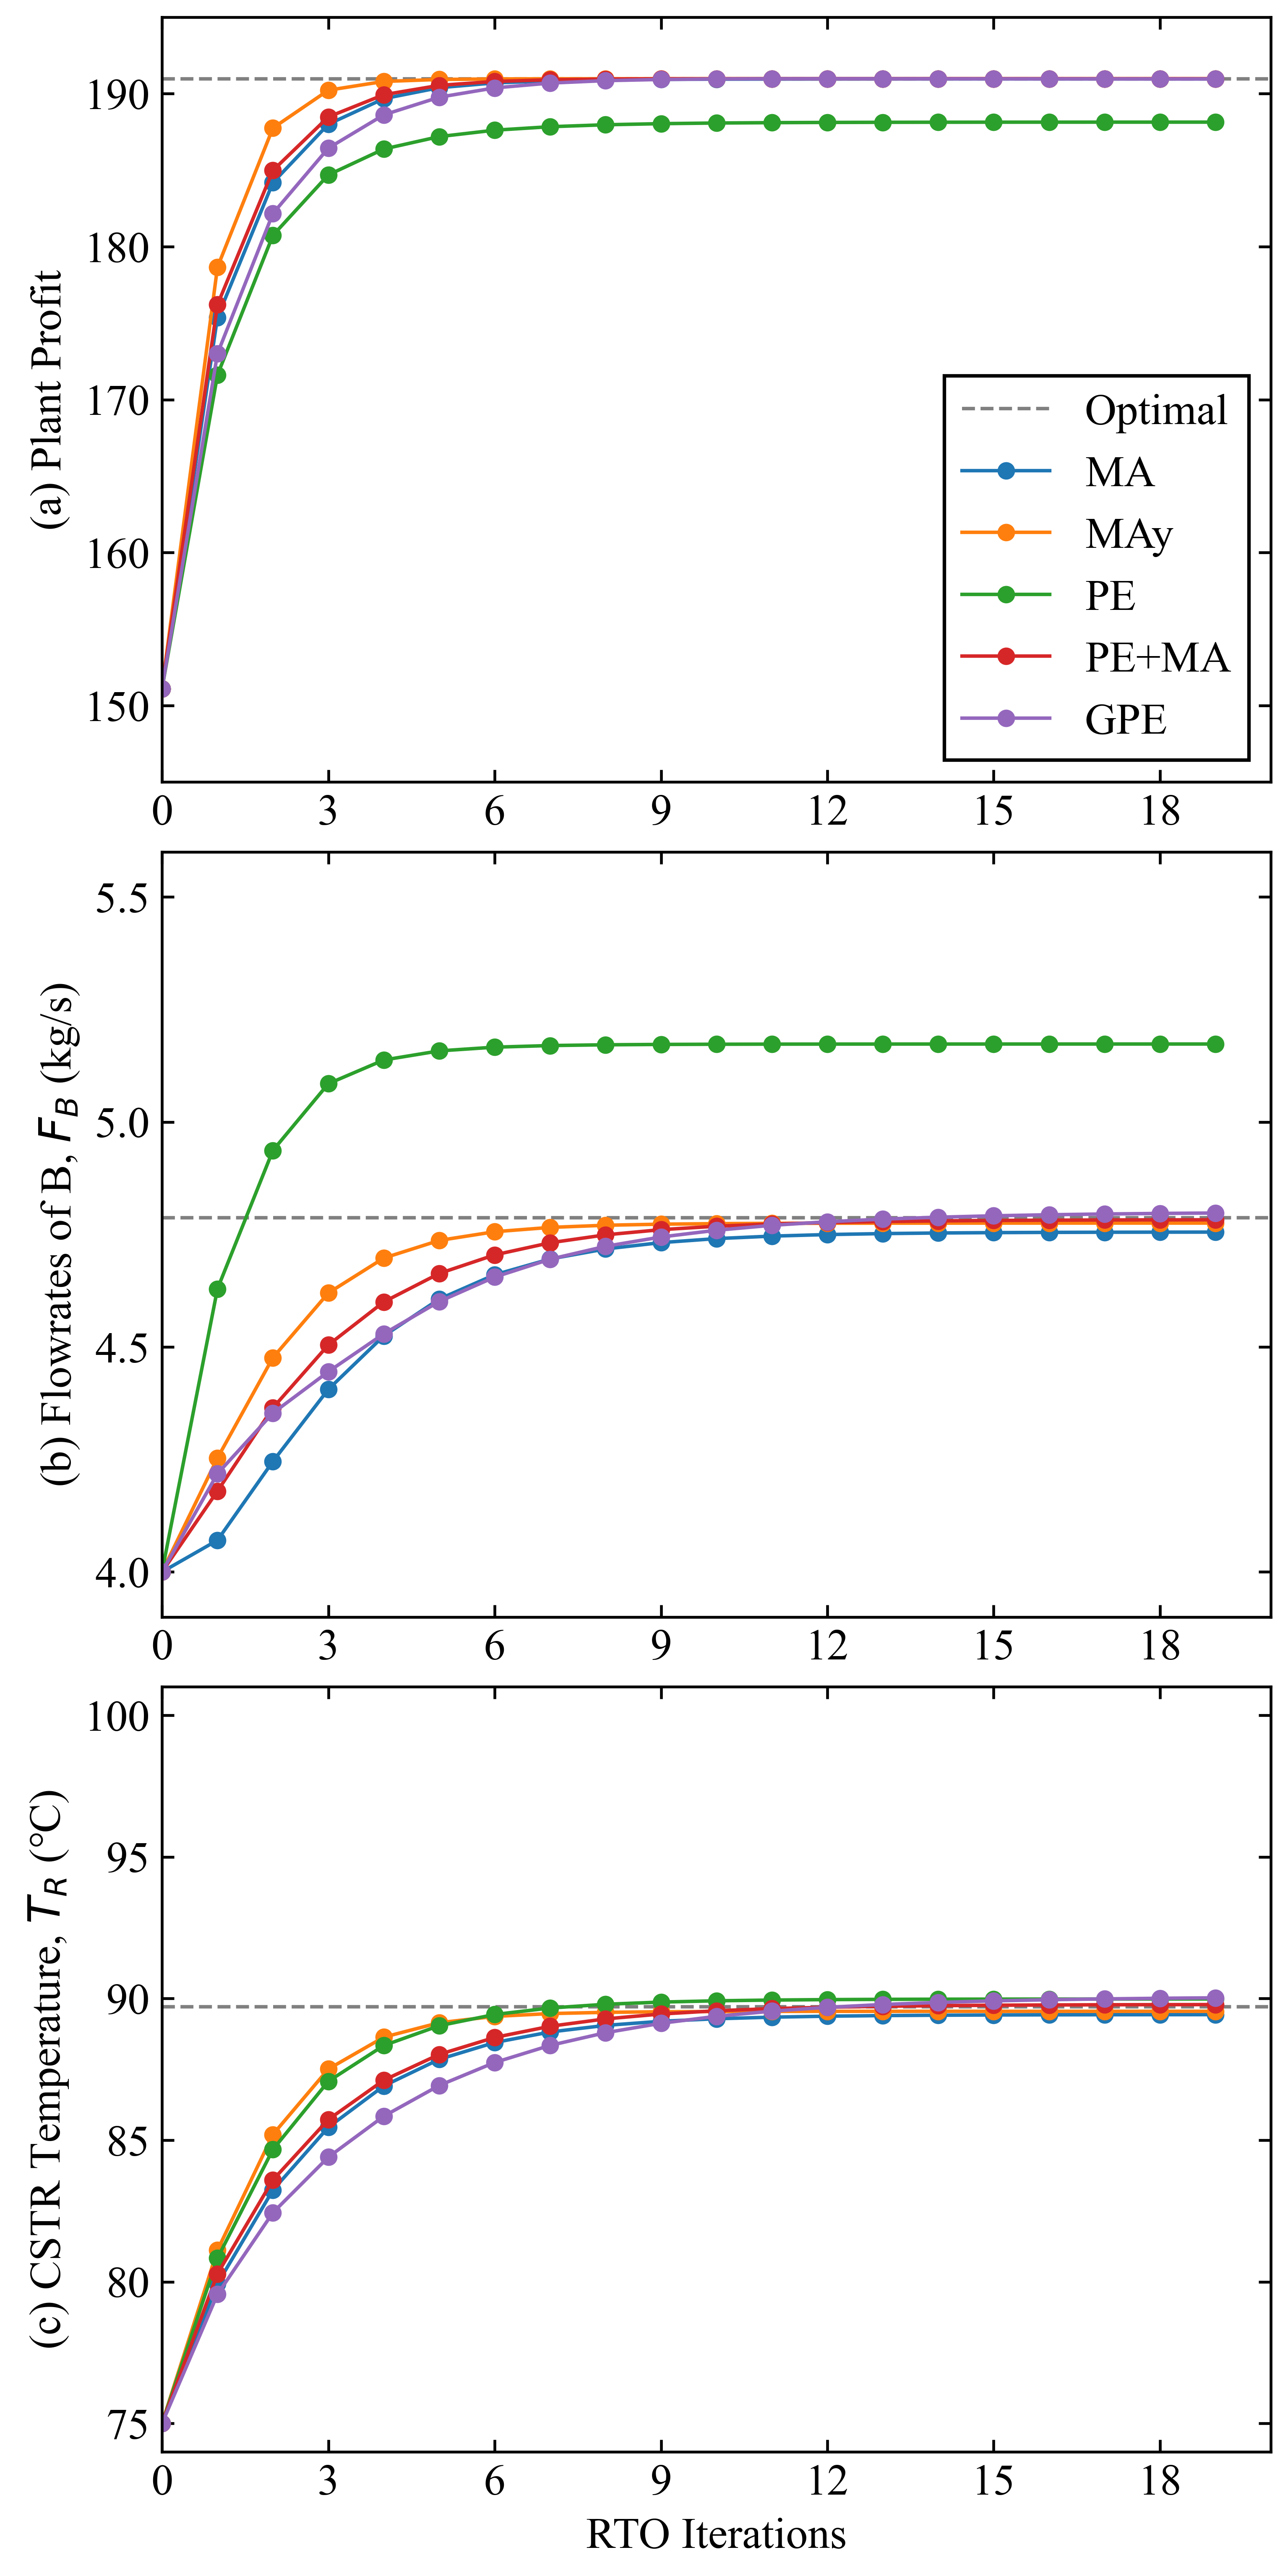 (a) Plant Profit
190
180
170
160
150
Optimal
MA
MAy
PE
PE+MA
GPE
0 3 6 9 12 15 18
(b) Flowrates of B, F_B (kg/s)
5.5
5.0
4.5
4.0
0 3 6 9 12 15 18
(c) CSTR Temperature, T_R (°C)
100
95
90
85
80
75
0 3 6 9 12 15 18
RTO Iterations